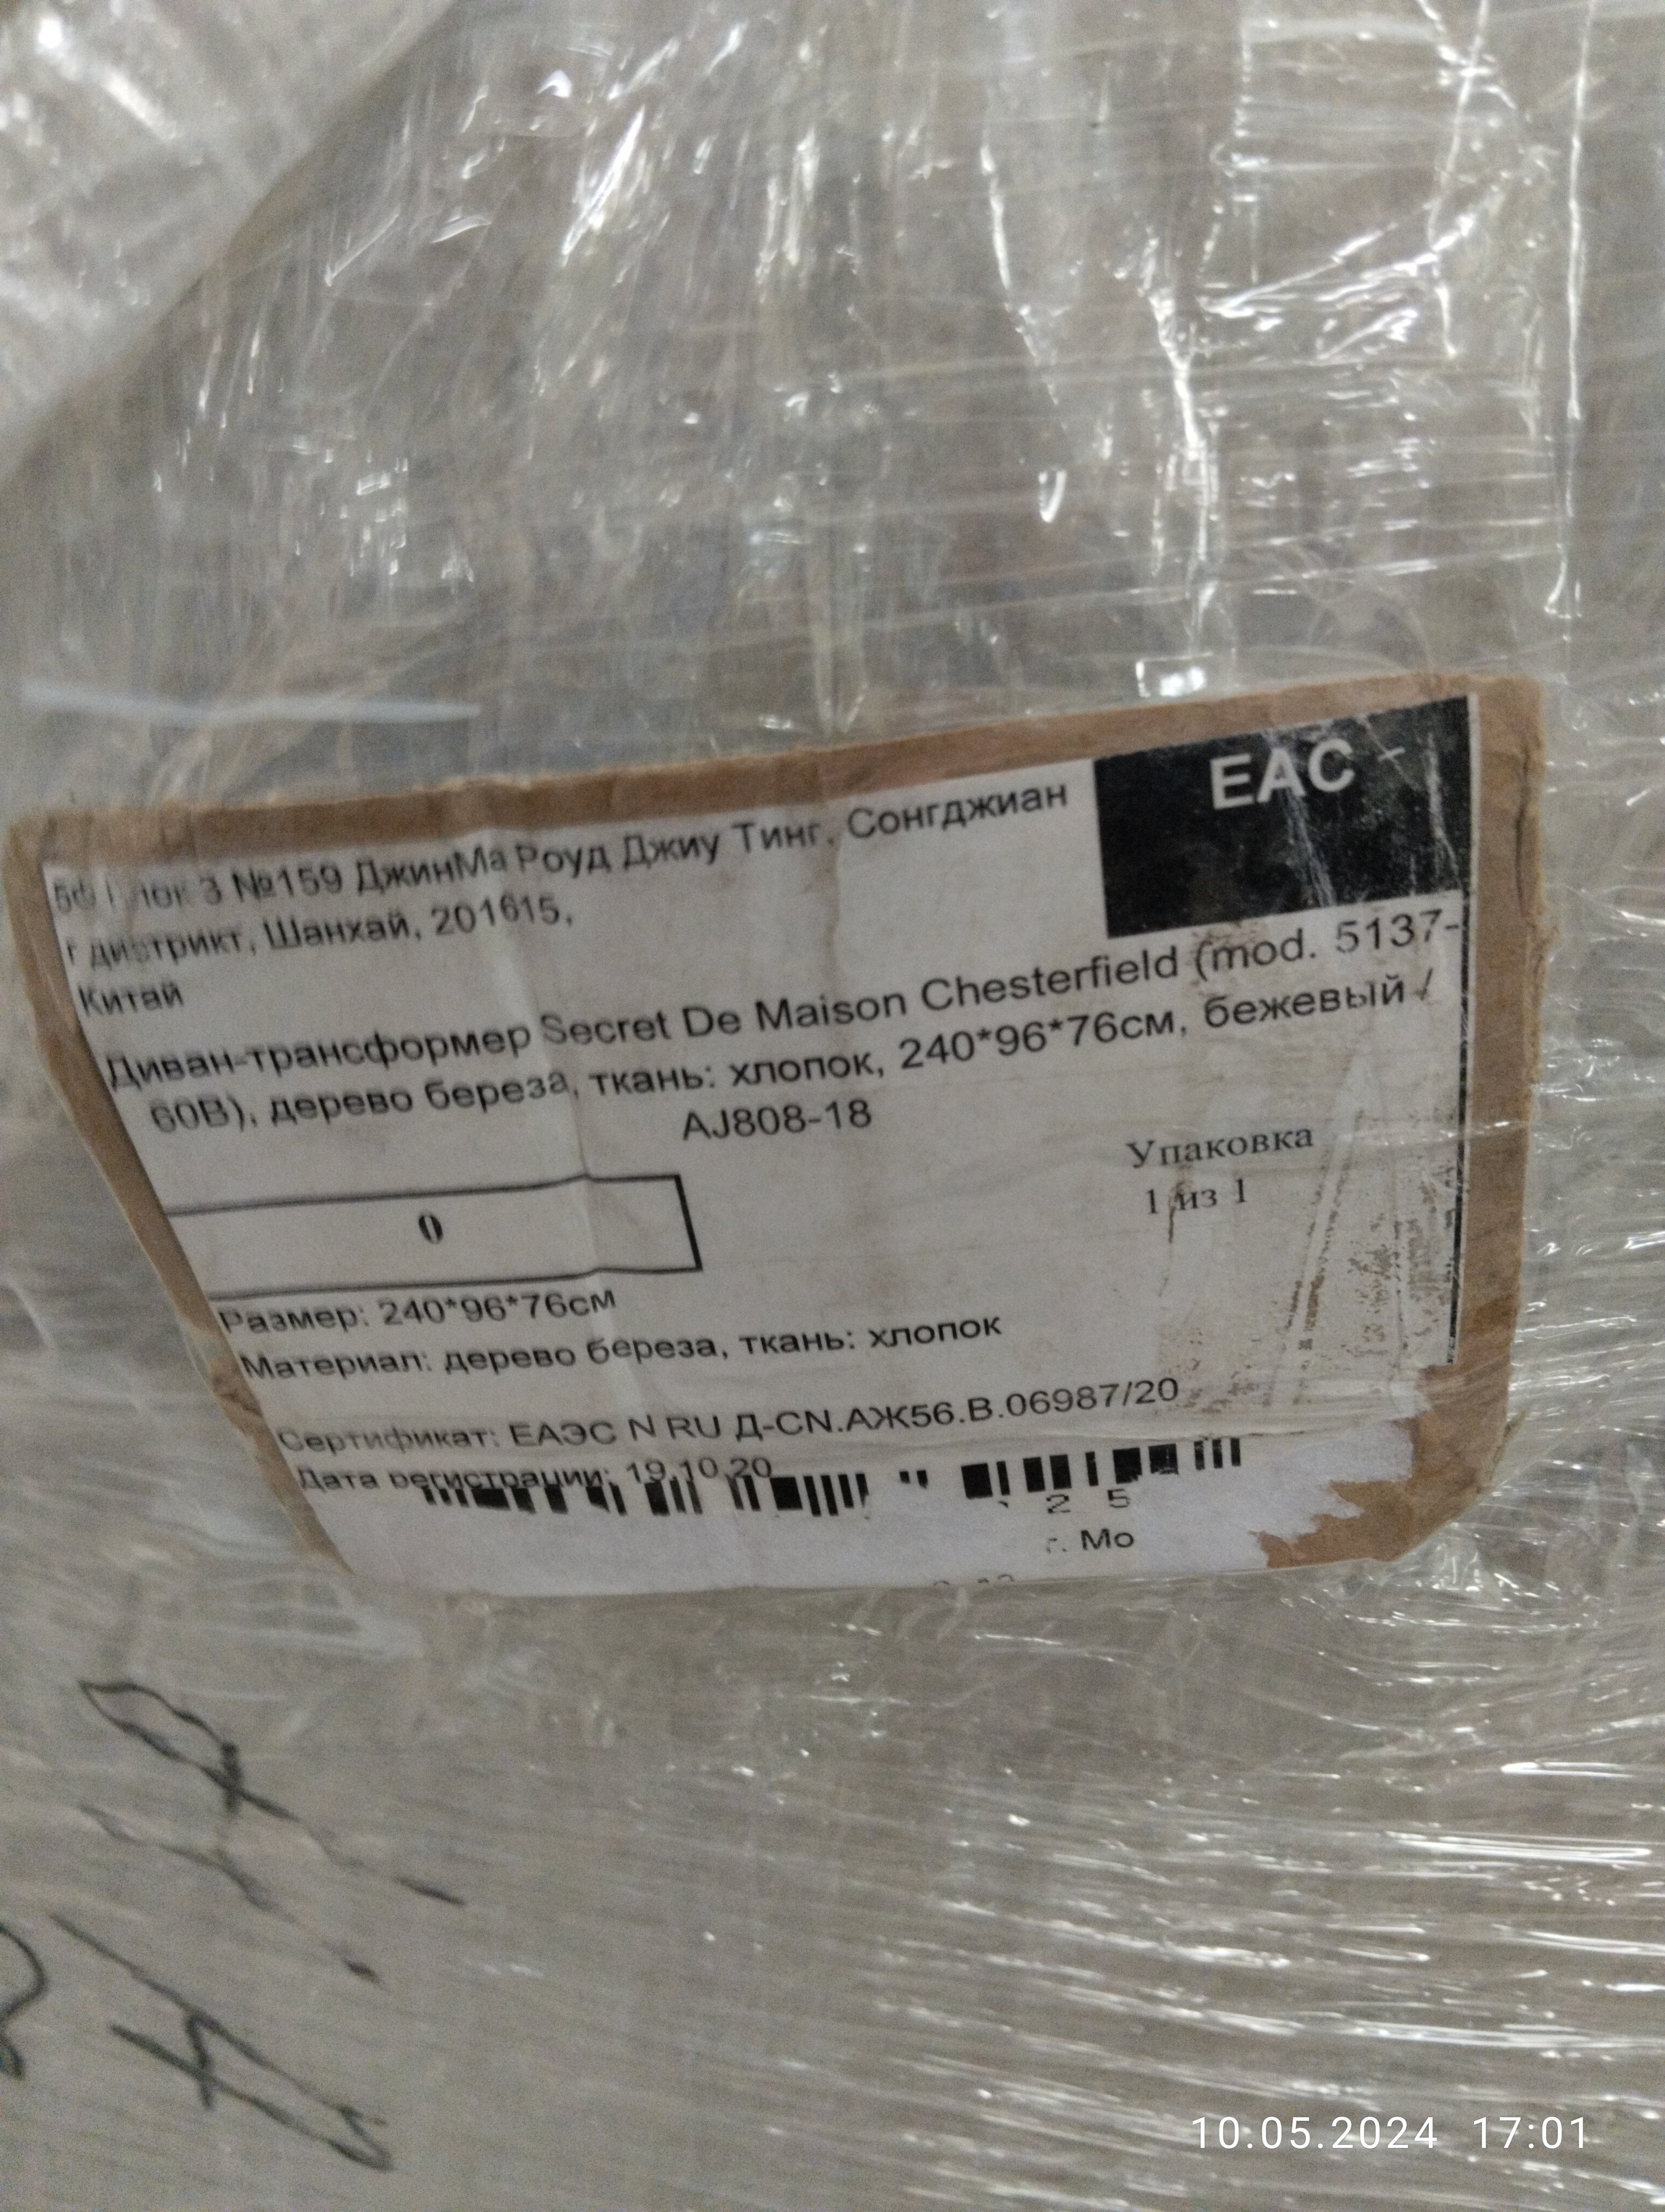 EAC
№159 ДжинМа Роуд Джиу Тинг, Сонгджиан
дистрикт, Шанхай, 201615,
Китай
Диван-трансформер Secret De Maison Chesterfield (mod. 5137-
60B), дерево береза, ткань: хлопок, 240*96*76см, бежевый /
AJ808-18
Упаковка
1 из 1
0
Размер: 240*96*76см
Материал: дерево береза, ткань: хлопок
Сертификат: ЕАЭС N RU Д-CN.АЖ56.В.06987/20
Дата регистрации: 19.10.20
2 5
г. Мо
10.05.2024 17:01